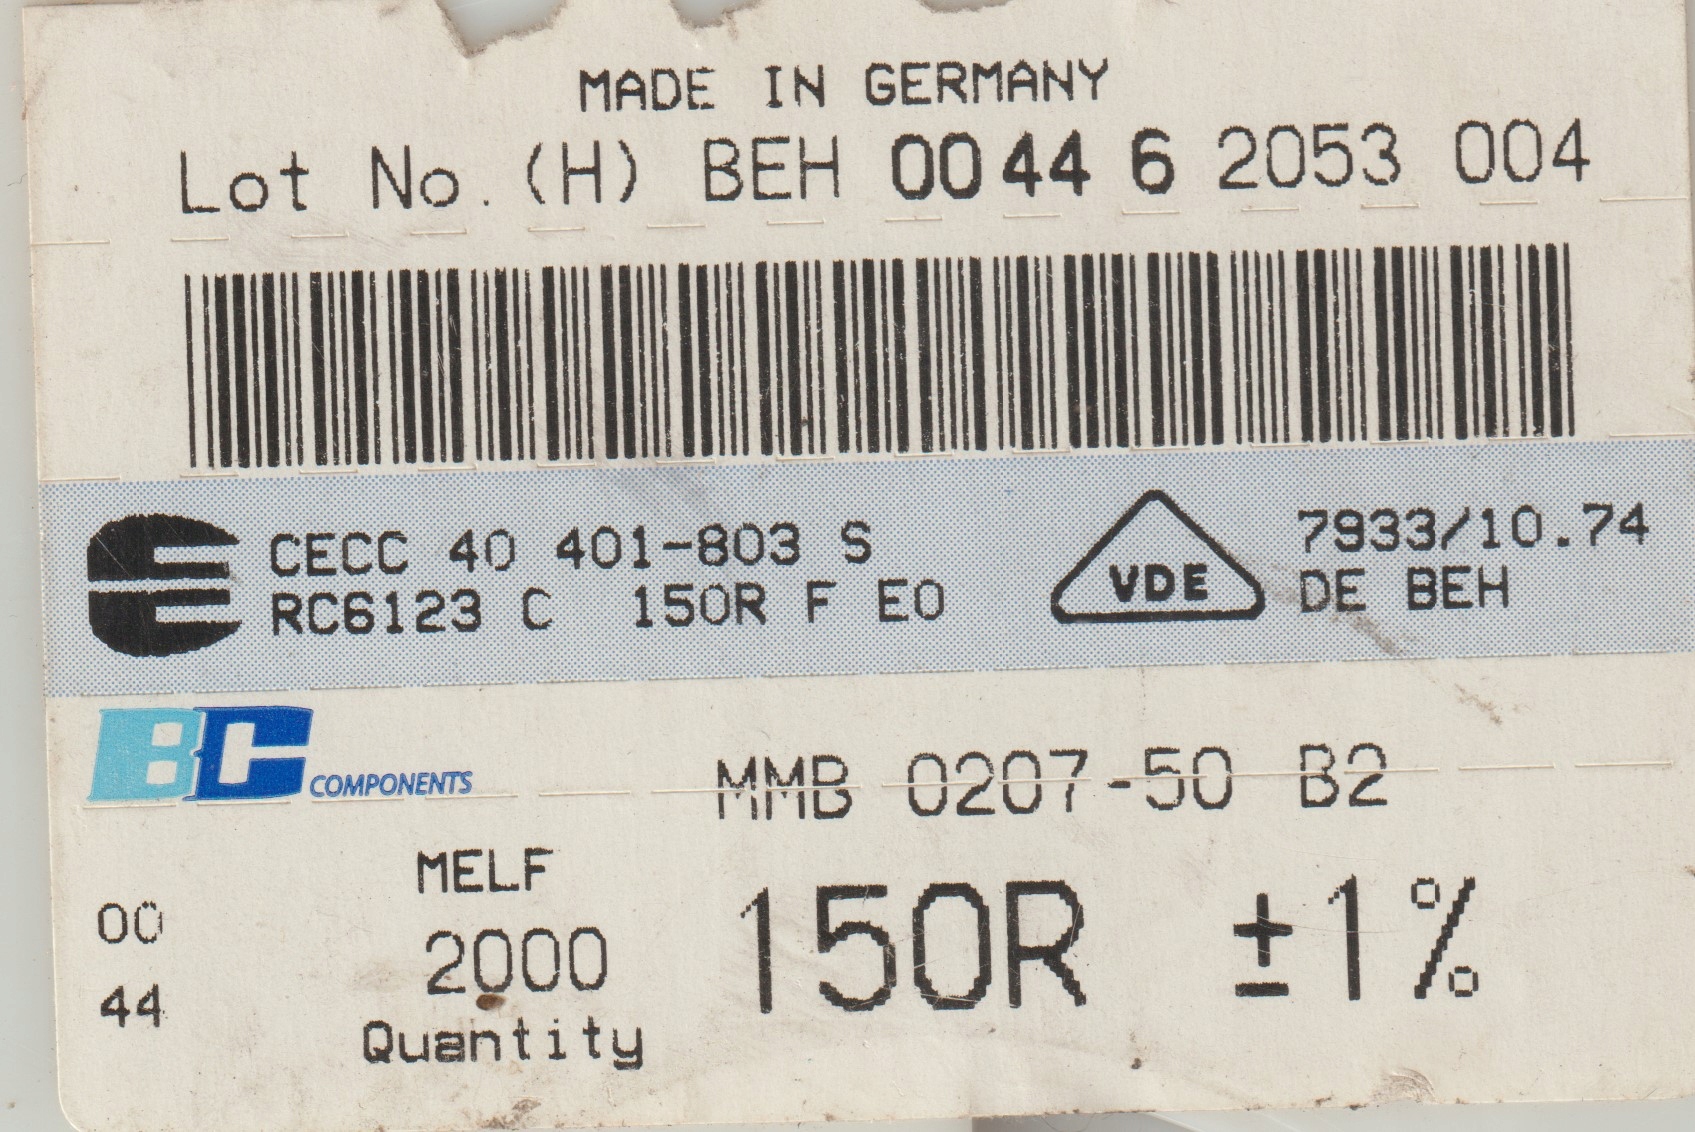 MADE IN GERMANY
Lot No. (H) BEH 00 44 6 2053 004
CECC 40 401-803 S
RC6123 C 150R F E0
VDE
7933/10.74
DE BEH
BC COMPONENTS
MMB 0207-50 B2
MELF
00
44
2000
Quantity
150R ±1%